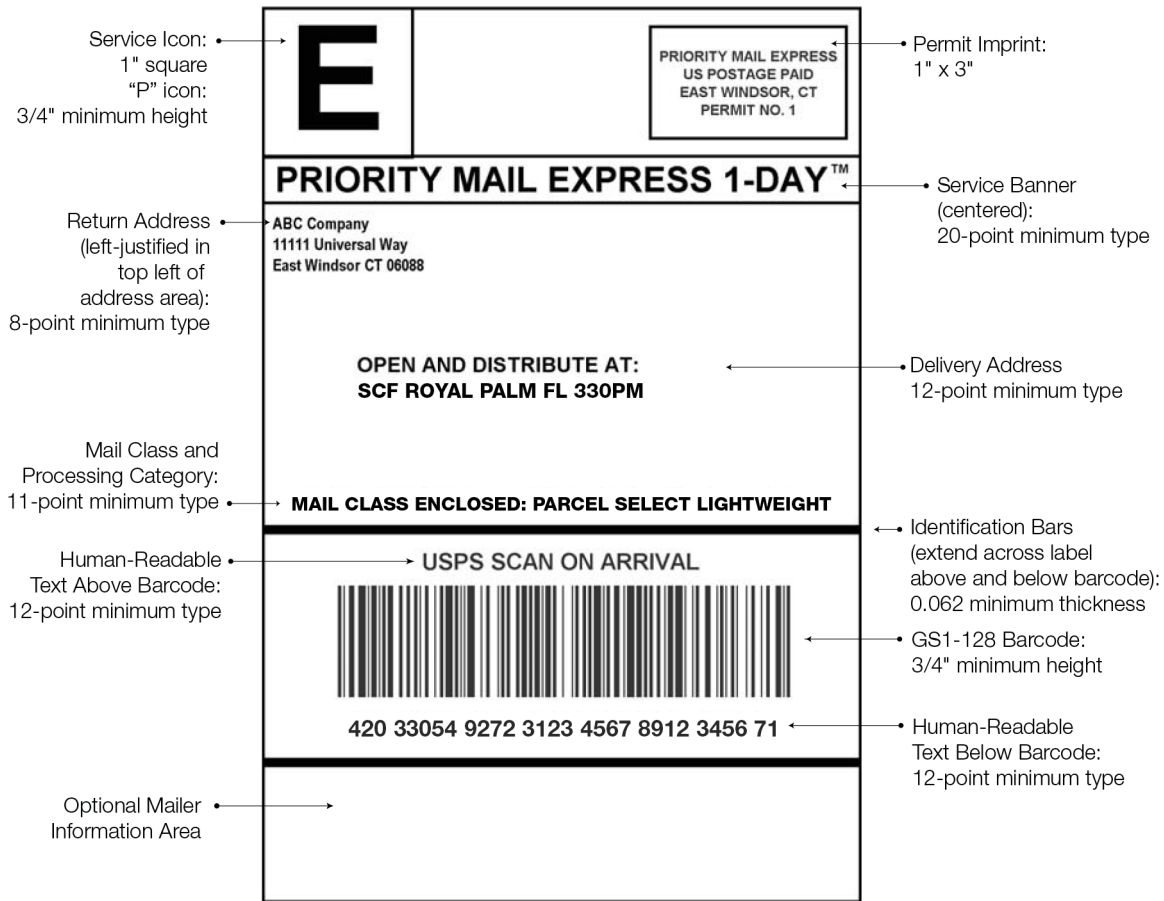 Service Icon:
1" square
“P” icon:
3/4" minimum height
E
PRIORITY MAIL EXPRESS
US POSTAGE PAID
EAST WINDSOR, CT
PERMIT NO. 1
Permit Imprint:
1" x 3"
PRIORITY MAIL EXPRESS 1-DAY™
Service Banner
(centered):
20-point minimum type
Return Address
(left-justified in
top left of
address area):
8-point minimum type
ABC Company
11111 Universal Way
East Windsor CT 06088
OPEN AND DISTRIBUTE AT:
SCF ROYAL PALM FL 330PM
Delivery Address
12-point minimum type
Mail Class and
Processing Category:
11-point minimum type
MAIL CLASS ENCLOSED: PARCEL SELECT LIGHTWEIGHT
Identification Bars
(extend across label
above and below barcode):
0.062 minimum thickness
Human-Readable
Text Above Barcode:
12-point minimum type
USPS SCAN ON ARRIVAL
GS1-128 Barcode:
3/4" minimum height
420 33054 9272 3123 4567 8912 3456 71
Human-Readable
Text Below Barcode:
12-point minimum type
Optional Mailer
Information Area